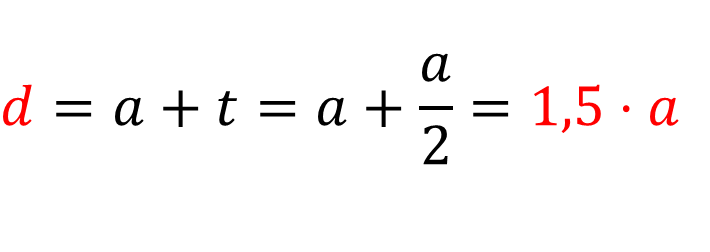 d = a + t = a + a/2 = 1,5 · a